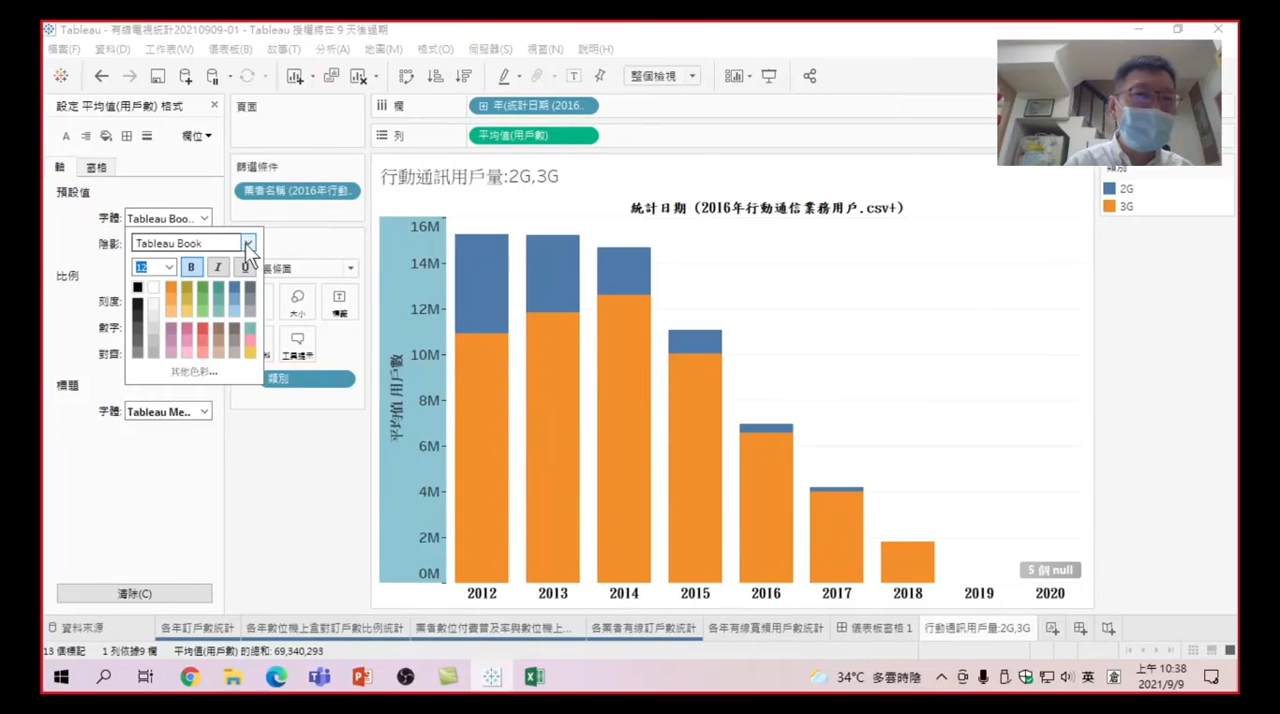 Tableau - 有線電視統計20210909-01 - Tableau 授權將在 9 天後過期
檔案(F) 資料(D) 工作表(W) 儀表板(B) 故事(T) 分析(A) 地圖(M) 格式(O) 伺服器(S) 視窗(N) 說明(H)
整個檢視
設定 平均值(用戶數) 格式
欄位
軸 窗格
預設值
字體: Tableau Boo..
陰影: Tableau Book
12 B I U
比例
刻度:
數字:
對齊:
其他色彩...
標題
字體: Tableau Me..
清除(C)
頁面
篩選條件
業者名稱 (2016年行動..
長條圖
大小
標籤
工具提示
類別
欄 年(統計日期 (2016..
列 平均值(用戶數)
行動通訊用戶量:2G,3G
統計日期 (2016年行動通信業務用戶.csv+)
平均值 用戶數
16M
14M
12M
10M
8M
6M
4M
2M
0M
2012 2013 2014 2015 2016 2017 2018 2019 2020
5 個 null
類別
2G
3G
資料來源 各年訂戶數統計 各年數位機上盒對訂戶數比例統計 業者數位付費普及率與數位機上... 各業者有線訂戶數統計 各年有線寬頻用戶數統計 儀表板窗格 1 行動通訊用戶量:2G,3G
13 個標記 1 列依據9 欄 平均值(用戶數) 的總和: 69,340,293
34°C 多雲時陰 英 倉 上午 10:38
2021/9/9